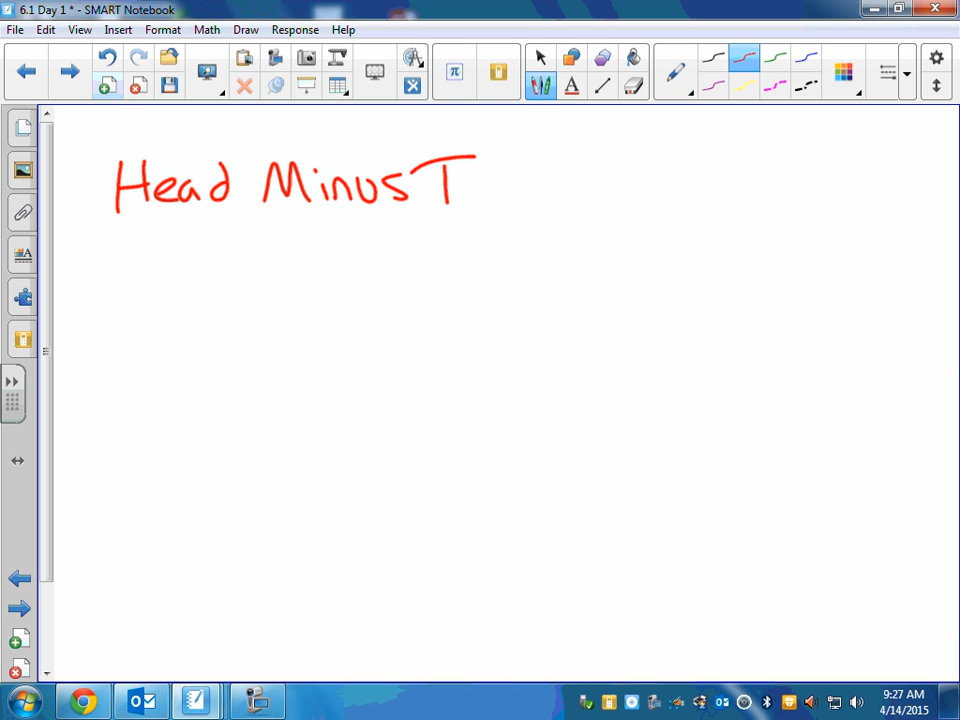 6.1 Day 1 * - SMART Notebook
File Edit View Insert Format Math Draw Response Help
Head Minus T
9:27 AM
4/14/2015